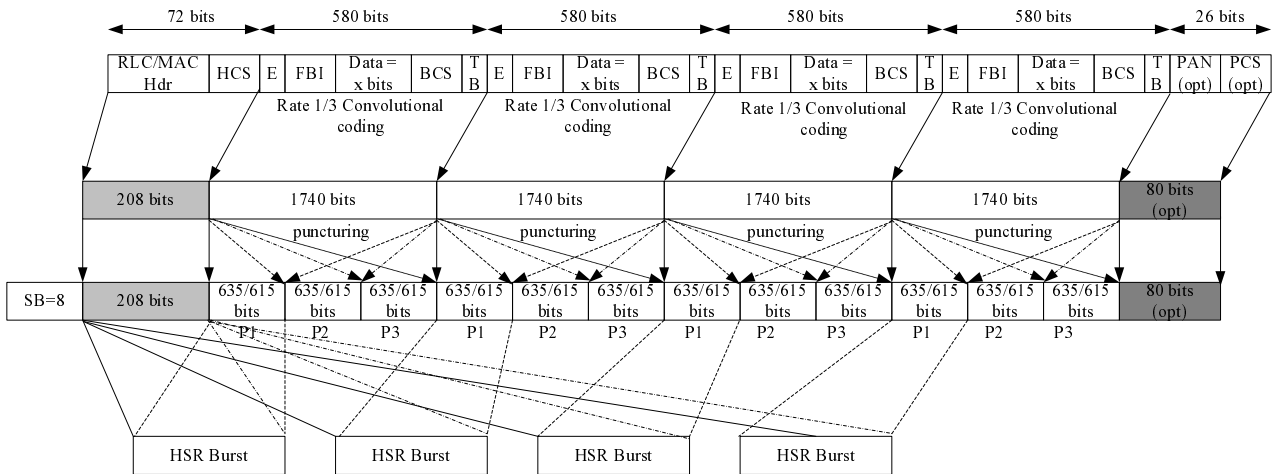 72 bits 580 bits 580 bits 580 bits 580 bits 26 bits
RLC/MAC Hdr HCS E FBI Data = x bits BCS T B E FBI Data = x bits BCS T B E FBI Data = x bits BCS T B E FBI Data = x bits BCS T B PAN (opt) PCS (opt)
Rate 1/3 Convolutional coding Rate 1/3 Convolutional coding Rate 1/3 Convolutional coding Rate 1/3 Convolutional coding
208 bits 1740 bits 1740 bits 1740 bits 1740 bits 80 bits (opt)
puncturing puncturing puncturing puncturing
SB=8 208 bits 635/615 bits 635/615 bits 635/615 bits 635/615 bits 635/615 bits 635/615 bits 635/615 bits 635/615 bits 635/615 bits 635/615 bits 635/615 bits 635/615 bits 80 bits (opt)
P1 P2 P3 P1 P2 P3 P1 P2 P3 P1 P2 P3
HSR Burst HSR Burst HSR Burst HSR Burst